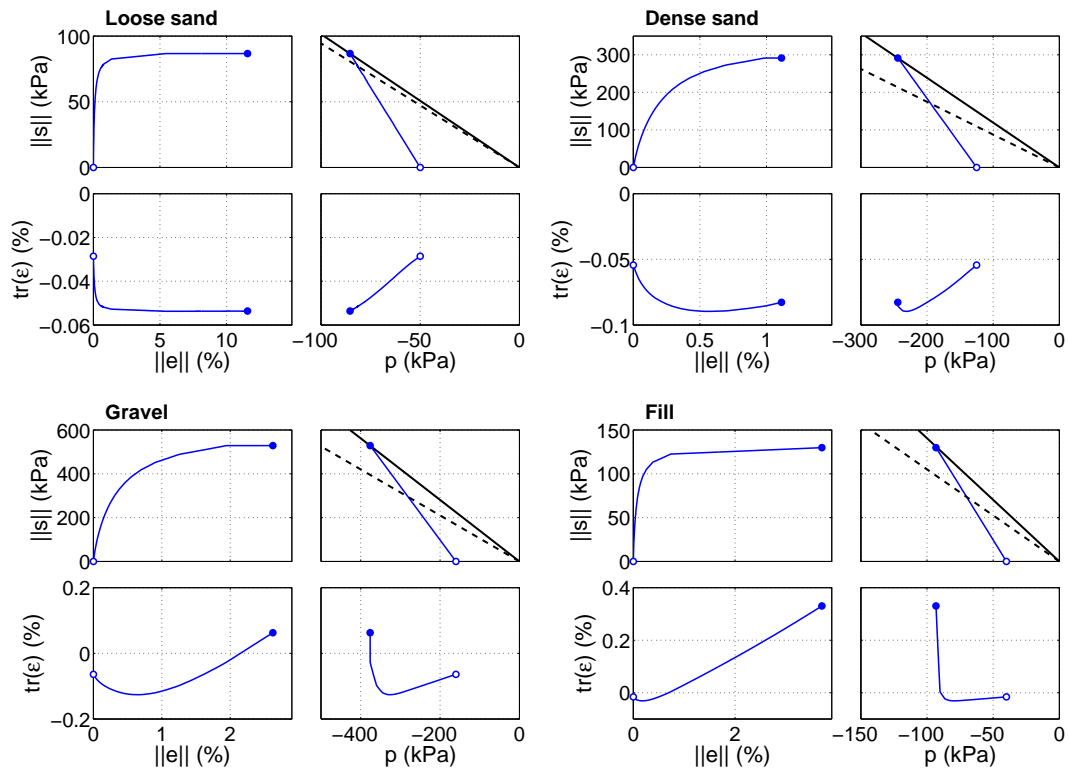 Loose sand
100
50
0
||s|| (kPa)
0
−0.02
−0.04
−0.06
tr(ε) (%)
0 5 10
||e|| (%)
−100 −50 0
p (kPa)
Dense sand
300
200
100
0
||s|| (kPa)
0
−0.05
−0.1
tr(ε) (%)
0 0.5 1
||e|| (%)
−300 −200 −100 0
p (kPa)
Gravel
600
400
200
0
||s|| (kPa)
0.2
0
−0.2
tr(ε) (%)
0 1 2
||e|| (%)
−400 −200 0
p (kPa)
Fill
150
100
50
0
||s|| (kPa)
0.4
0.2
0
tr(ε) (%)
0 2
||e|| (%)
−150 −100 −50 0
p (kPa)